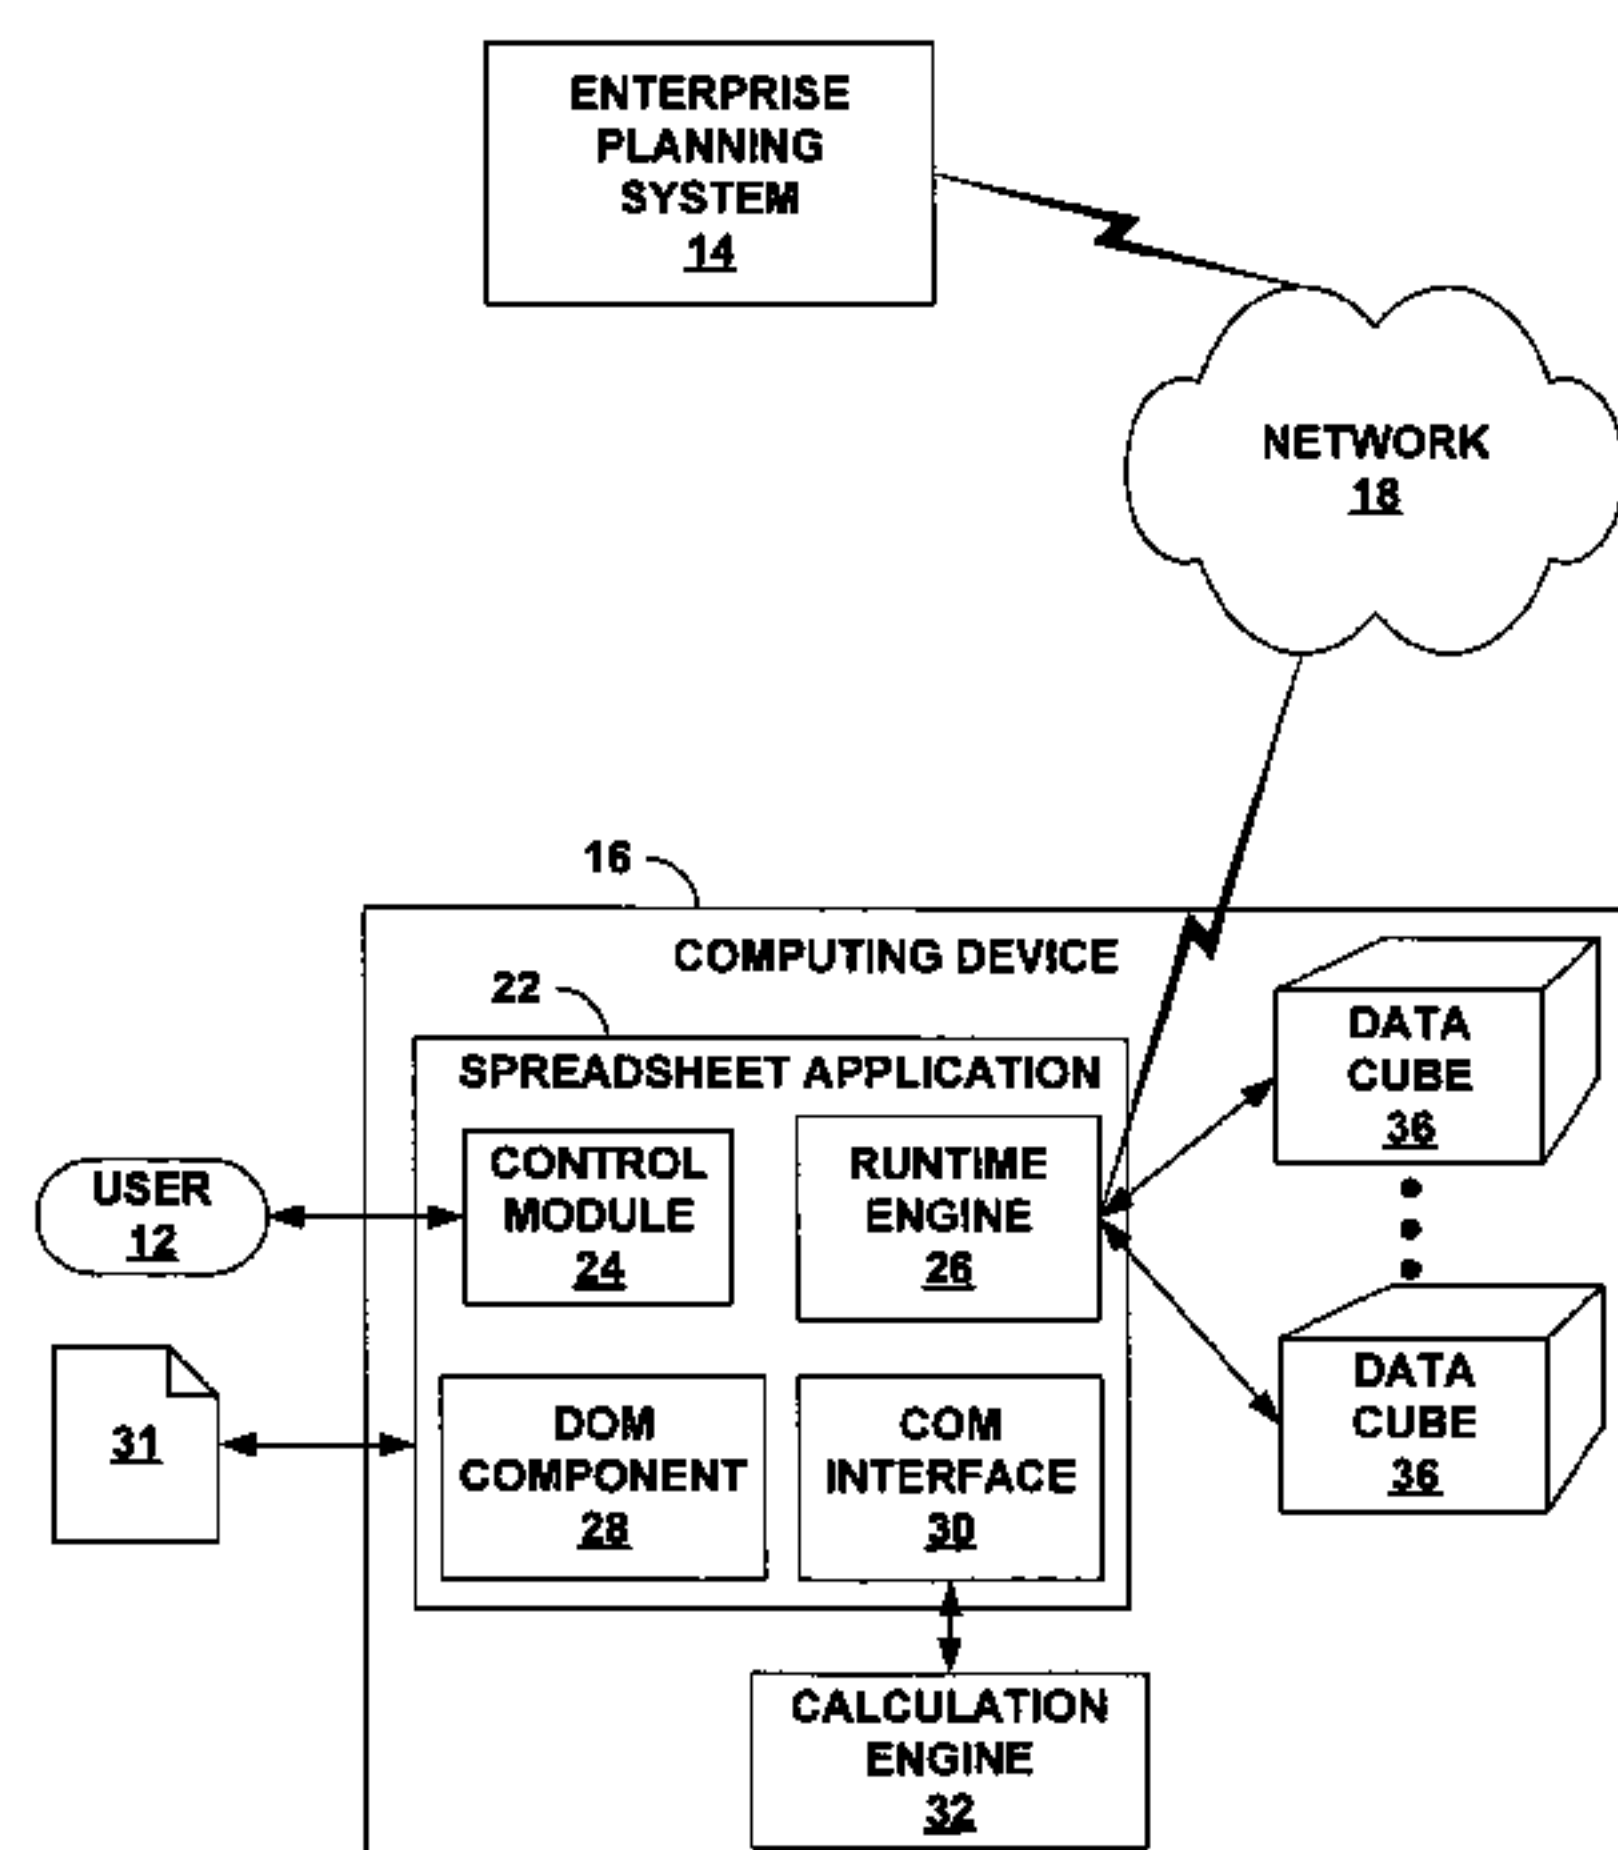 ENTERPRISE
PLANNING
SYSTEM
14
NETWORK
18
16
COMPUTING DEVICE
22
SPREADSHEET APPLICATION
DATA
CUBE
36
USER
12
CONTROL
MODULE
24
RUNTIME
ENGINE
26
DATA
CUBE
36
31
DOM
COMPONENT
28
COM
INTERFACE
30
CALCULATION
ENGINE
32